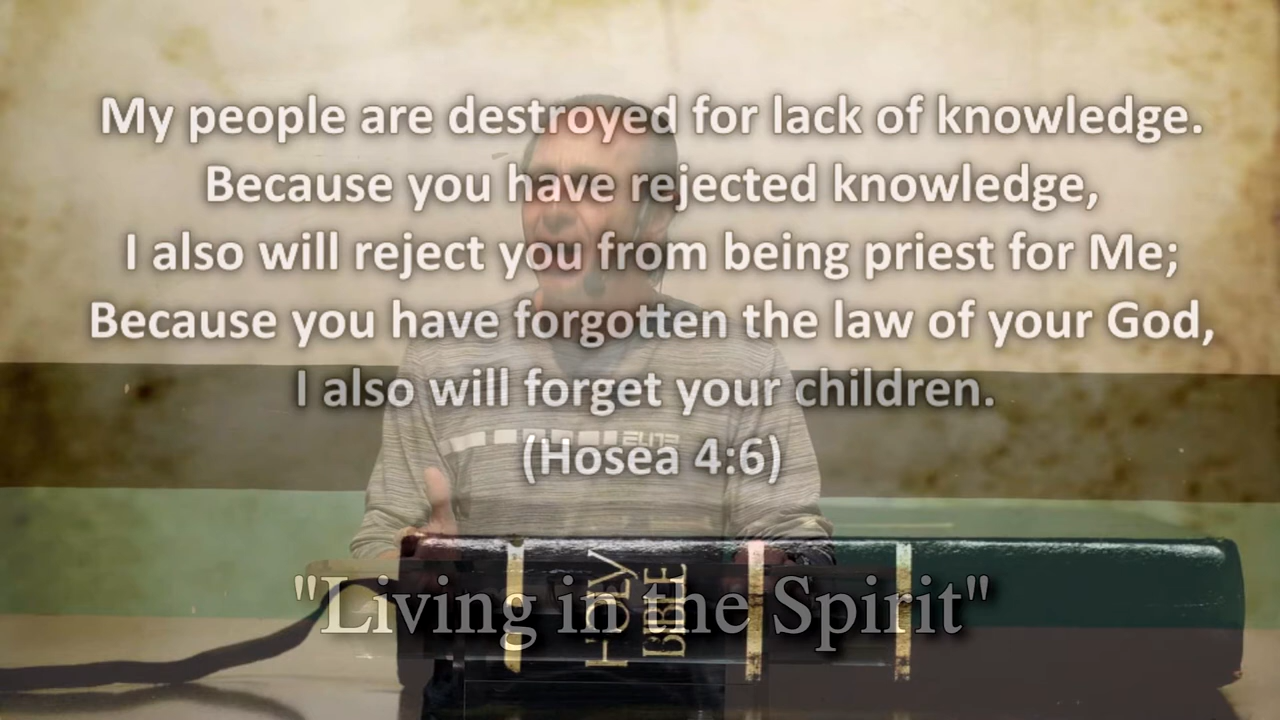 My people are destroyed for lack of knowledge.
Because you have rejected knowledge,
I also will reject you from being priest for Me;
Because you have forgotten the law of your God,
I also will forget your children.
ELITE
(Hosea 4:6)
HOLY
BIBLE
"Living in the Spirit"